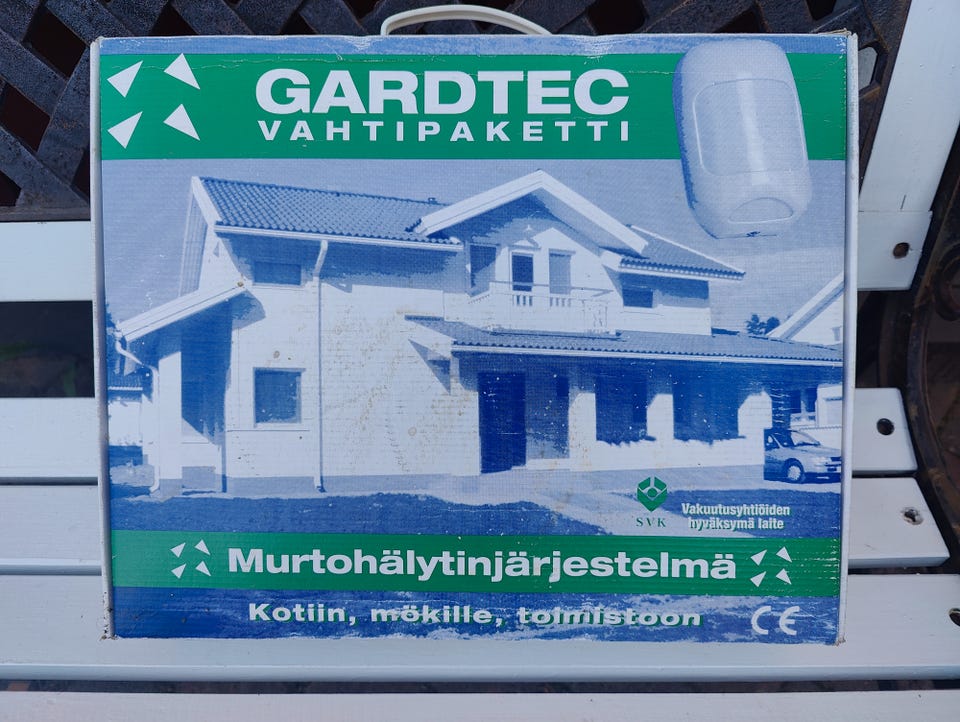 GARDTEC
VAHTIPAKETTI
SVK
Vakuutusyhtiöiden
hyväksymä laite
Murtohälytinjärjestelmä
Kotiin, mökille, toimistoon
CE